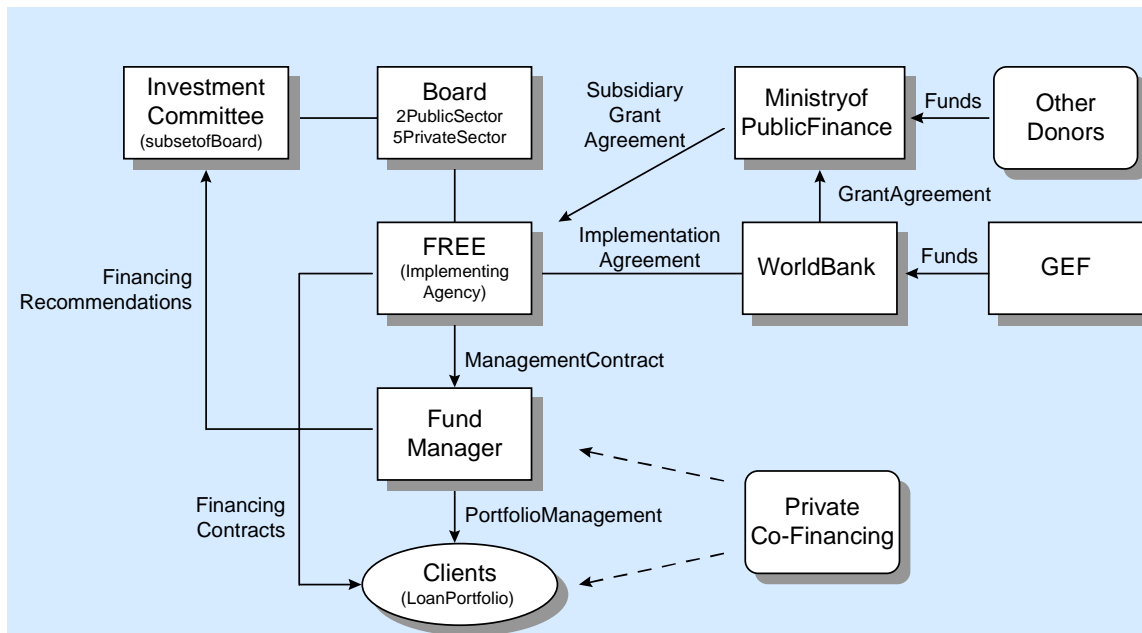 Investment
Committee
(subsetofBoard)
Board
2PublicSector
5PrivateSector
Subsidiary
Grant
Agreement
Ministryof
PublicFinance
Funds
Other
Donors
GrantAgreement
FREE
(Implementing
Agency)
Implementation
Agreement
WorldBank
Funds
GEF
Financing
Recommendations
ManagementContract
Fund
Manager
Financing
Contracts
PortfolioManagement
Private
Co-Financing
Clients
(LoanPortfolio)